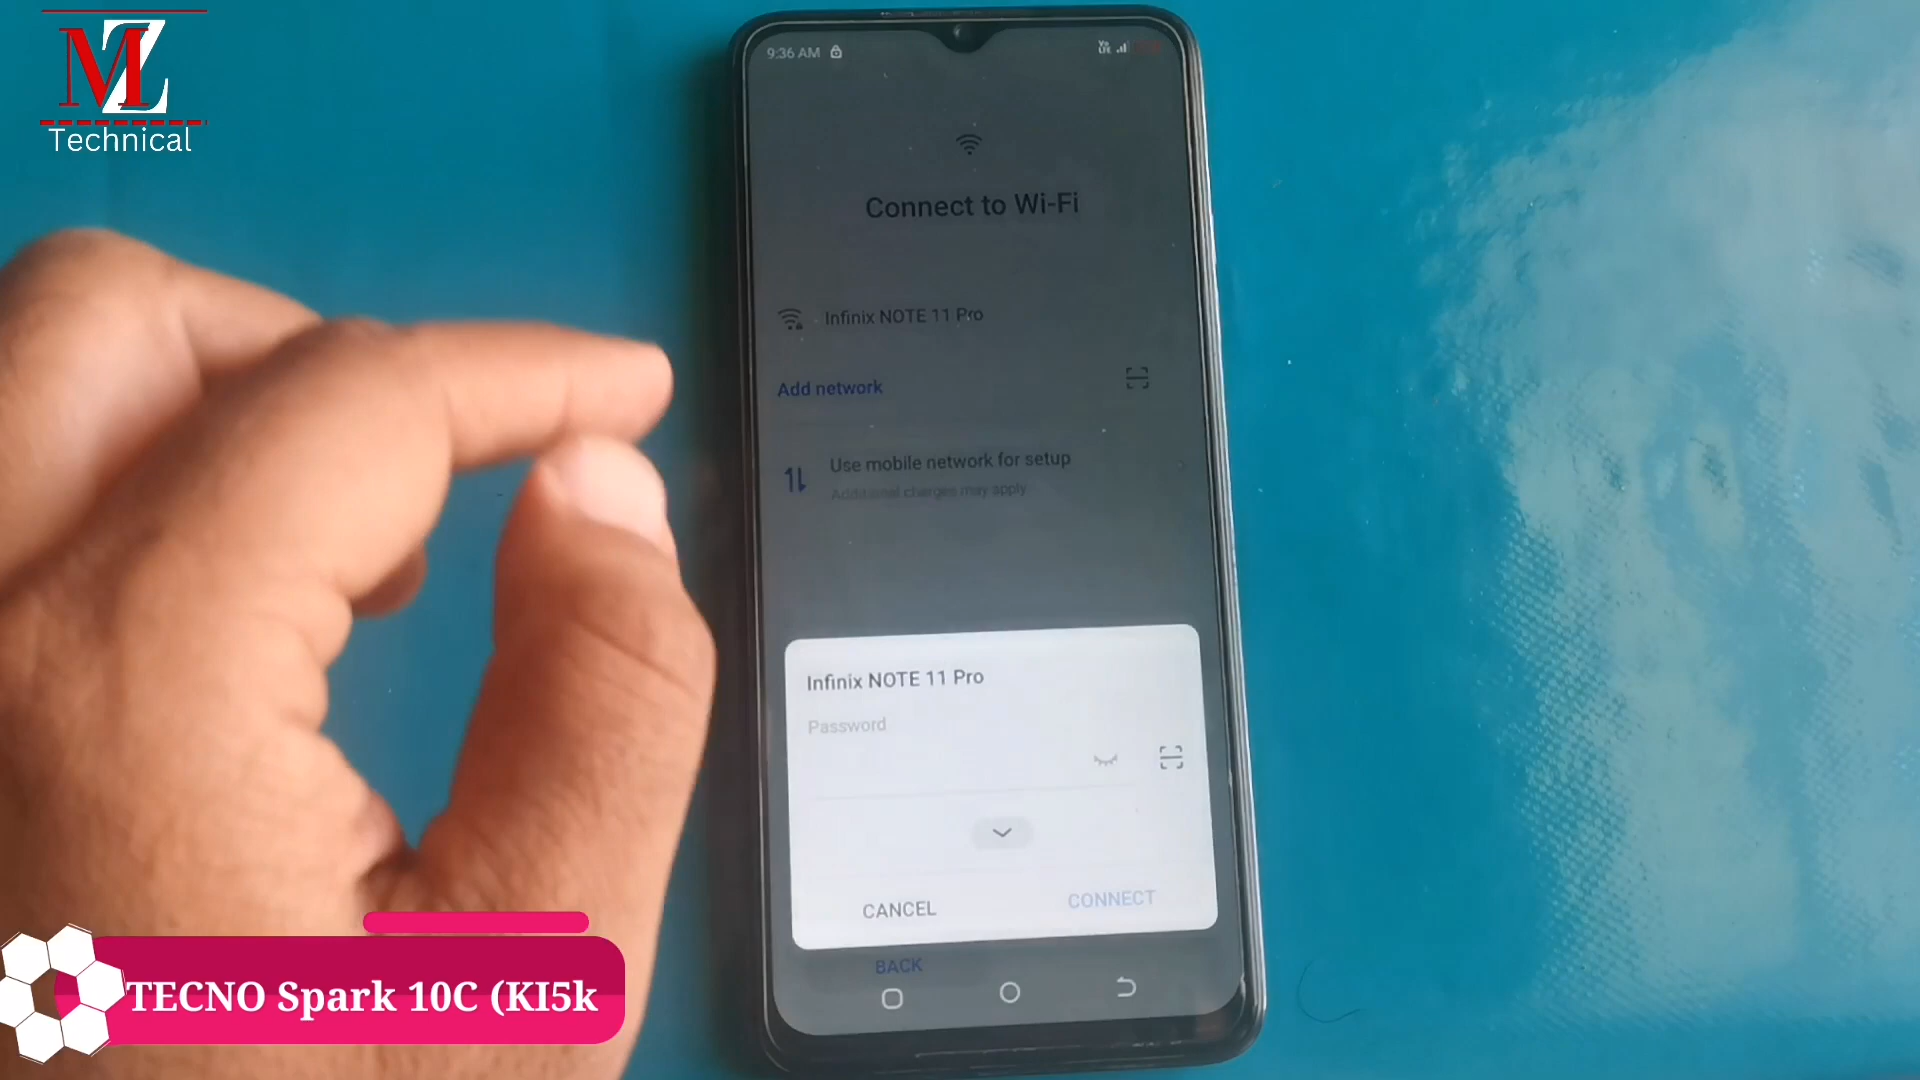 MZ
Technical
9:36 AM
Connect to Wi-Fi
Infinix NOTE 11 Pro
Add network
Use mobile network for setup
Additional charges may apply
Infinix NOTE 11 Pro
Password
CANCEL
CONNECT
BACK
TECNO Spark 10C (KI5k